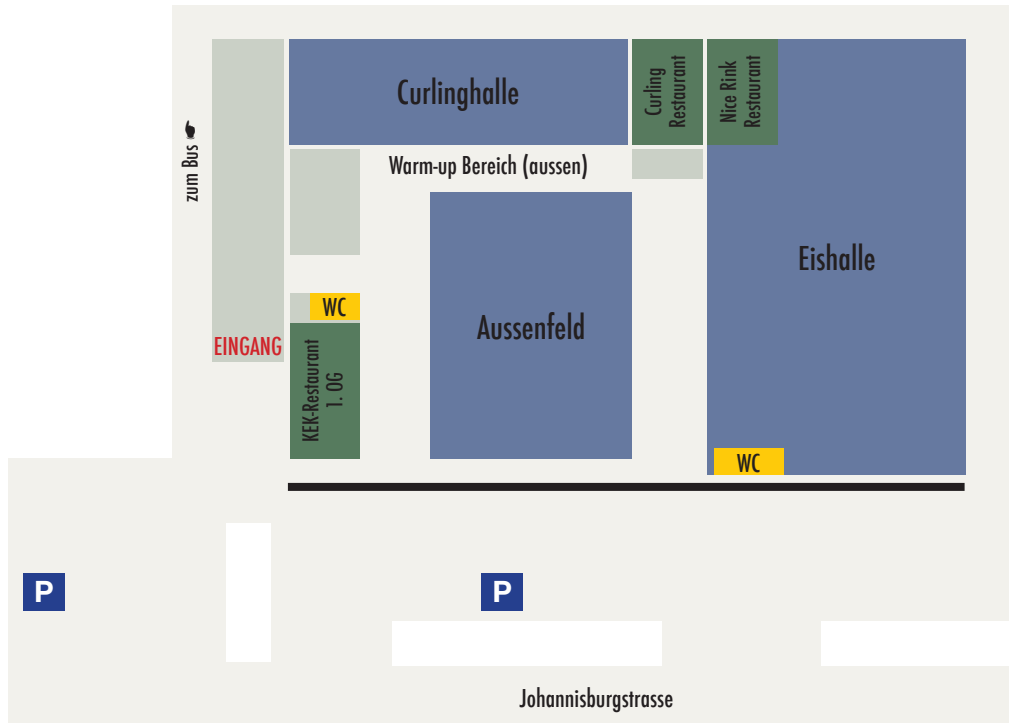 Curlinghalle
Curling
Restaurant
Nice Rink
Restaurant
zum Bus
Warm-up Bereich (aussen)
Eishalle
WC
Aussenfeld
EINGANG
KEK-Restaurant
1. OG
WC
P
P
Johannisburgstrasse